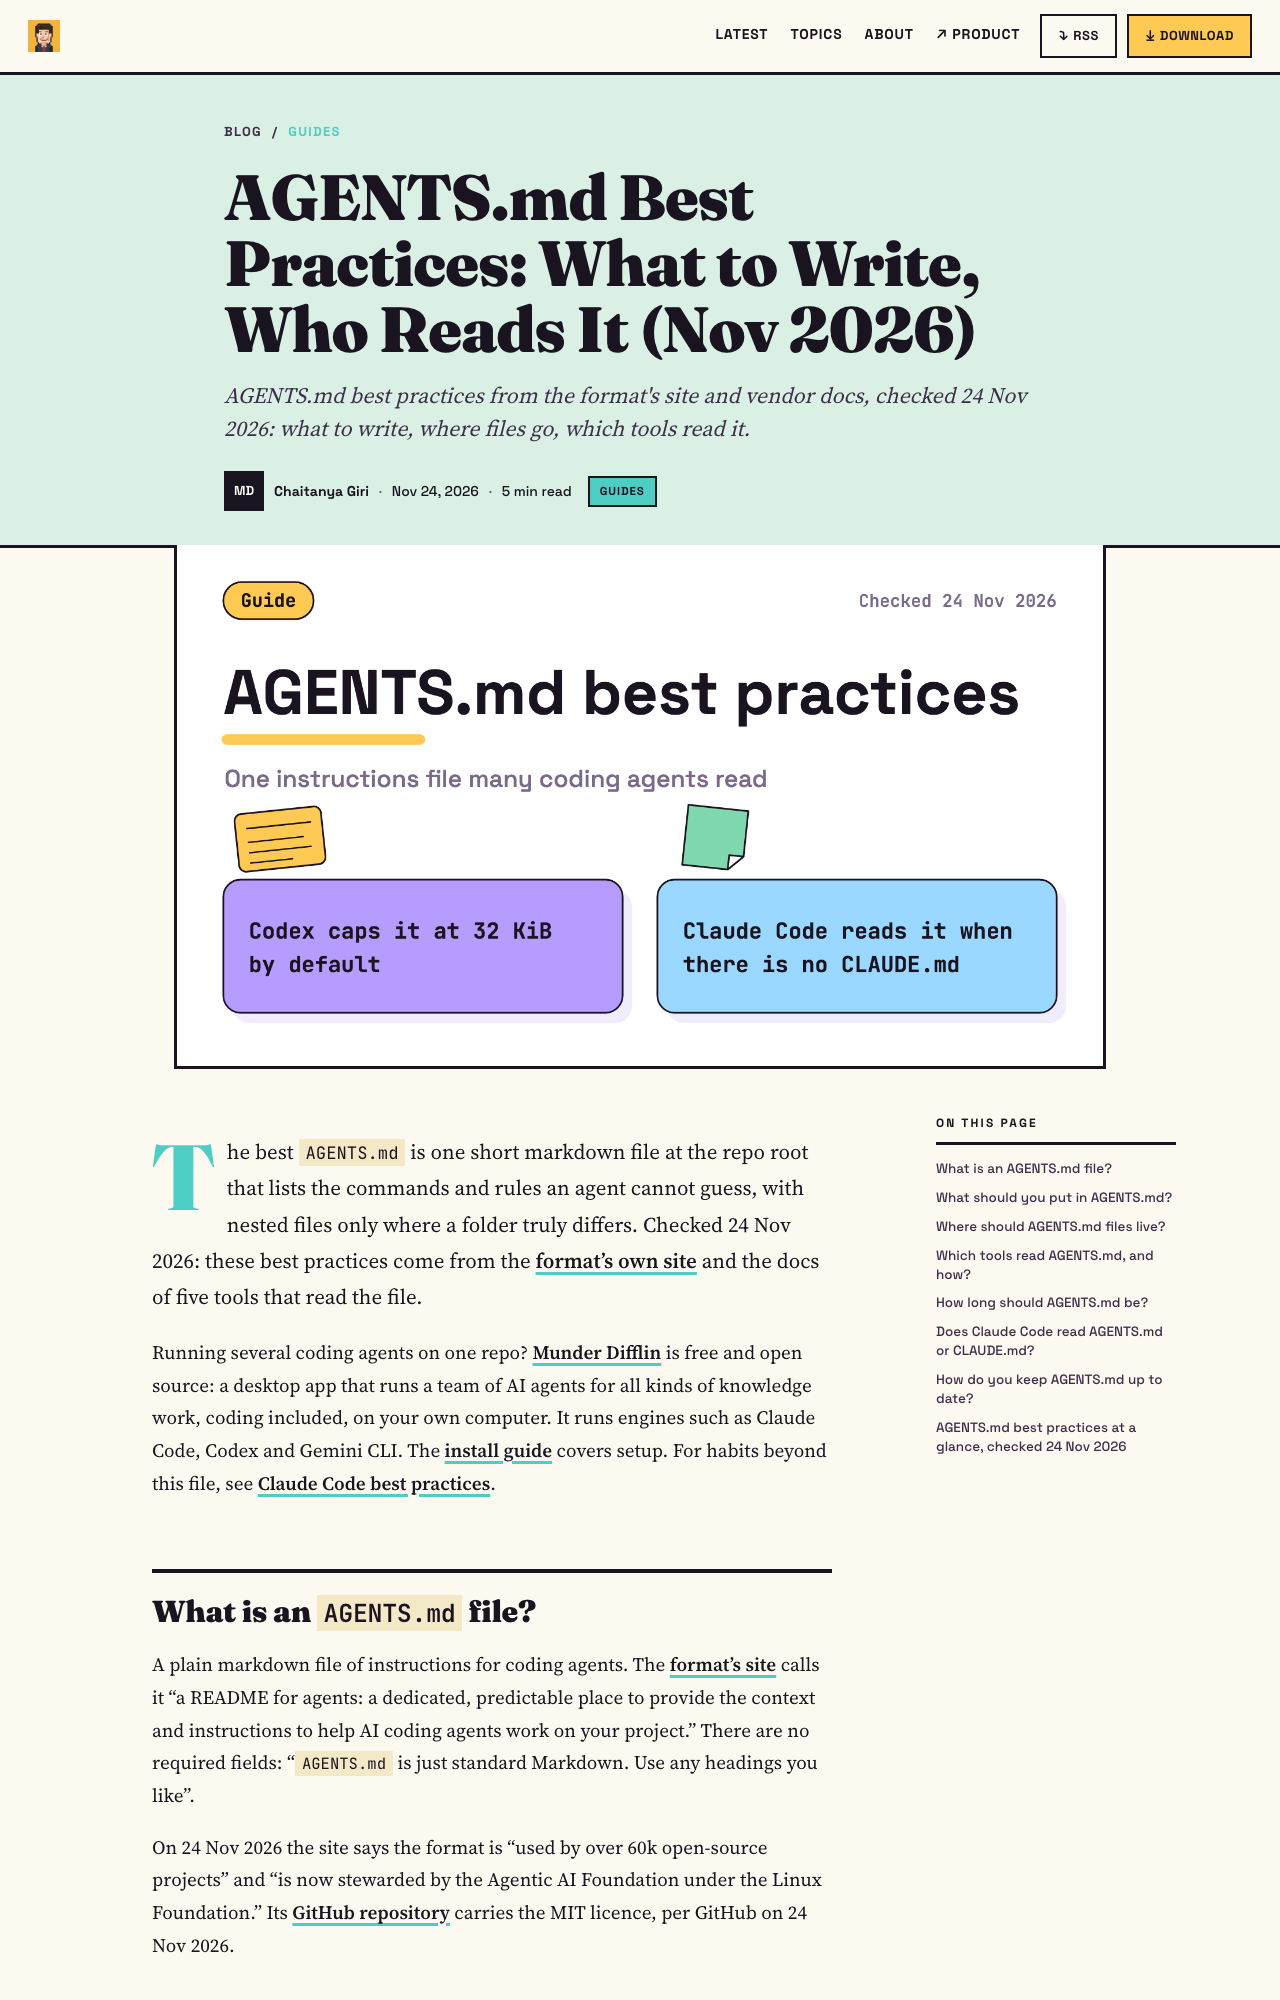 LATEST TOPICS ABOUT ↗ PRODUCT ⤵ RSS ⤓ DOWNLOAD
BLOG / GUIDES
AGENTS.md Best
Practices: What to Write,
Who Reads It (Nov 2026)
AGENTS.md best practices from the format's site and vendor docs, checked 24 Nov
2026: what to write, where files go, which tools read it.
MD Chaitanya Giri · Nov 24, 2026 · 5 min read GUIDES
Guide Checked 24 Nov 2026
AGENTS.md best practices
One instructions file many coding agents read
Codex caps it at 32 KiB
by default
Claude Code reads it when
there is no CLAUDE.md
The best AGENTS.md is one short markdown file at the repo root
that lists the commands and rules an agent cannot guess, with
nested files only where a folder truly differs. Checked 24 Nov
2026: these best practices come from the format’s own site and the docs
of five tools that read the file.
Running several coding agents on one repo? Munder Difflin is free and open
source: a desktop app that runs a team of AI agents for all kinds of knowledge
work, coding included, on your own computer. It runs engines such as Claude
Code, Codex and Gemini CLI. The install guide covers setup. For habits beyond
this file, see Claude Code best practices.
What is an AGENTS.md file?
A plain markdown file of instructions for coding agents. The format’s site calls
it “a README for agents: a dedicated, predictable place to provide the context
and instructions to help AI coding agents work on your project.” There are no
required fields: “AGENTS.md is just standard Markdown. Use any headings you
like”.
On 24 Nov 2026 the site says the format is “used by over 60k open-source
projects” and “is now stewarded by the Agentic AI Foundation under the Linux
Foundation.” Its GitHub repository carries the MIT licence, per GitHub on 24
Nov 2026.
ON THIS PAGE
What is an AGENTS.md file?
What should you put in AGENTS.md?
Where should AGENTS.md files live?
Which tools read AGENTS.md, and
how?
How long should AGENTS.md be?
Does Claude Code read AGENTS.md
or CLAUDE.md?
How do you keep AGENTS.md up to
date?
AGENTS.md best practices at a
glance, checked 24 Nov 2026